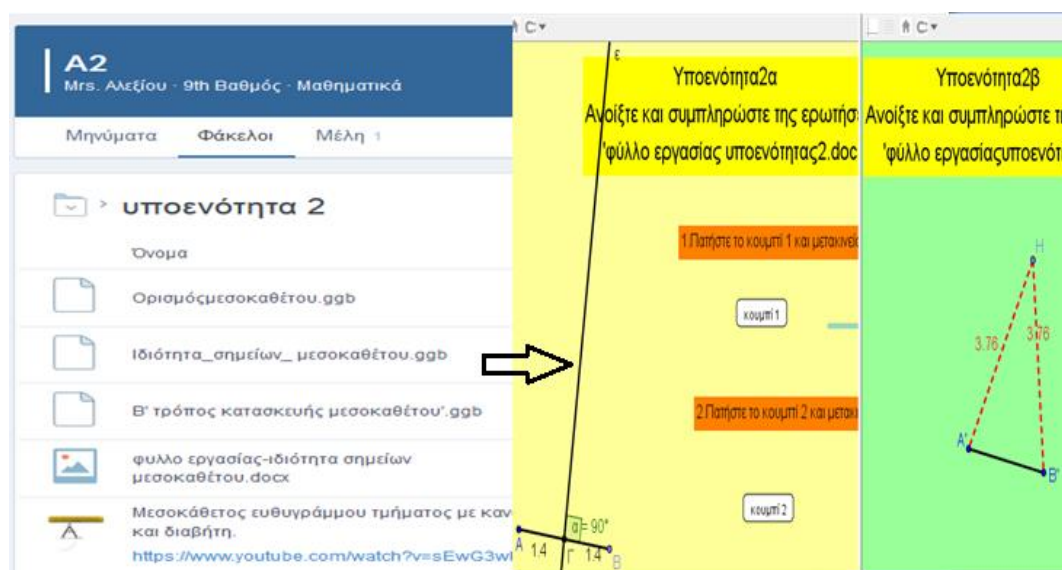 A2
Mrs. Αλεξίου · 9th Βαθμός · Μαθηματικά
Μηνύματα Φάκελοι Μέλη 1
> υποενότητα 2
Όνομα
Ορισμόςμεσοκαθέτου.ggb
Ιδιότητα_σημείων_ μεσοκαθέτου.ggb
Β' τρόπος κατασκευής μεσοκαθέτου'.ggb
φυλλο εργασίας-ιδιότητα σημείων
μεσοκαθέτου.docx
Μεσοκάθετος ευθυγράμμου τμήματος με καν
και διαβήτη.
https://www.youtube.com/watch?v=sEwG3w
ε
Υποενότητα2α
Ανοίξτε και συμπληρώστε της ερωτήσ
'φύλλο εργασίας υποενότητας2.doc
1.Πατήστε το κουμπί 1 και μετακινεί
κουμπί 1
2.Πατήστε το κουμπί 2 και μετακι
κουμπί 2
α = 90°
A 1.4 Γ 1.4 B
Υποενότητα2β
Ανοίξτε και συμπληρώστε τ
'φύλλο εργασίαςυποενότ
H
3.76 3.76
A'
B'